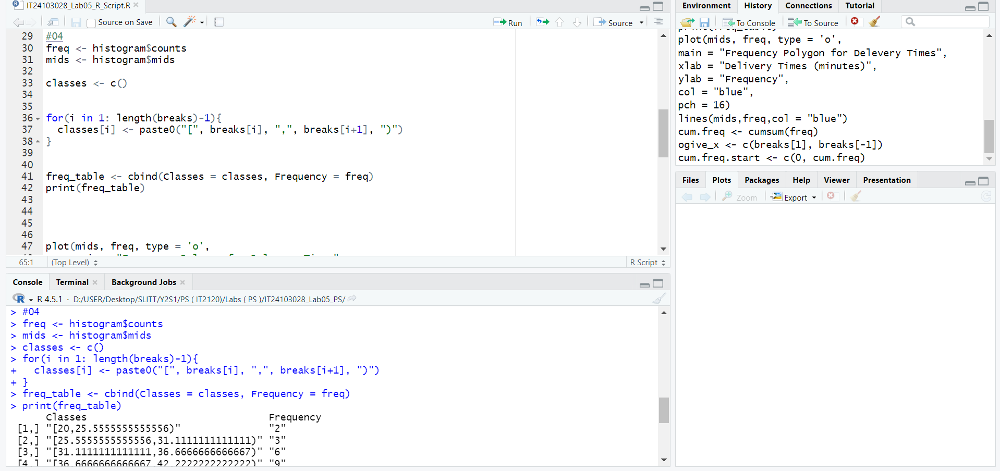 IT24103028_Lab05_R_Script.R
Source on Save
Run
Source
29 #04
30 freq <- histogram$counts
31 mids <- histogram$mids
32
33 classes <- c()
34
35
36 for(i in 1: length(breaks)-1){
37   classes[i] <- paste0("[", breaks[i], ",", breaks[i+1], ")")
38 }
39
40
41 freq_table <- cbind(Classes = classes, Frequency = freq)
42 print(freq_table)
43
44
45
46
47 plot(mids, freq, type = 'o',
65:1 (Top Level) R Script
Console Terminal Background Jobs
R 4.5.1 · D:/USER/Desktop/SLITT/Y2S1/PS ( IT2120)/Labs ( PS )/IT24103028_Lab05_PS/
> #04
> freq <- histogram$counts
> mids <- histogram$mids
> classes <- c()
> for(i in 1: length(breaks)-1){
+   classes[i] <- paste0("[", breaks[i], ",", breaks[i+1], ")")
+ }
> freq_table <- cbind(Classes = classes, Frequency = freq)
> print(freq_table)
Classes Frequency
[1,] "[20,25.5555555555556)" "2"
[2,] "[25.5555555555556,31.1111111111111)" "3"
[3,] "[31.1111111111111,36.6666666666667)" "6"
[4,] "[36.6666666666667,42.2222222222222)" "9"
Environment History Connections Tutorial
To Console To Source
plot(mids, freq, type = 'o',
main = "Frequency Polygon for Delevery Times",
xlab = "Delivery Times (minutes)",
ylab = "Frequency",
col = "blue",
pch = 16)
lines(mids,freq,col = "blue")
cum.freq <- cumsum(freq)
ogive_x <- c(breaks[1], breaks[-1])
cum.freq.start <- c(0, cum.freq)
Files Plots Packages Help Viewer Presentation
Zoom Export